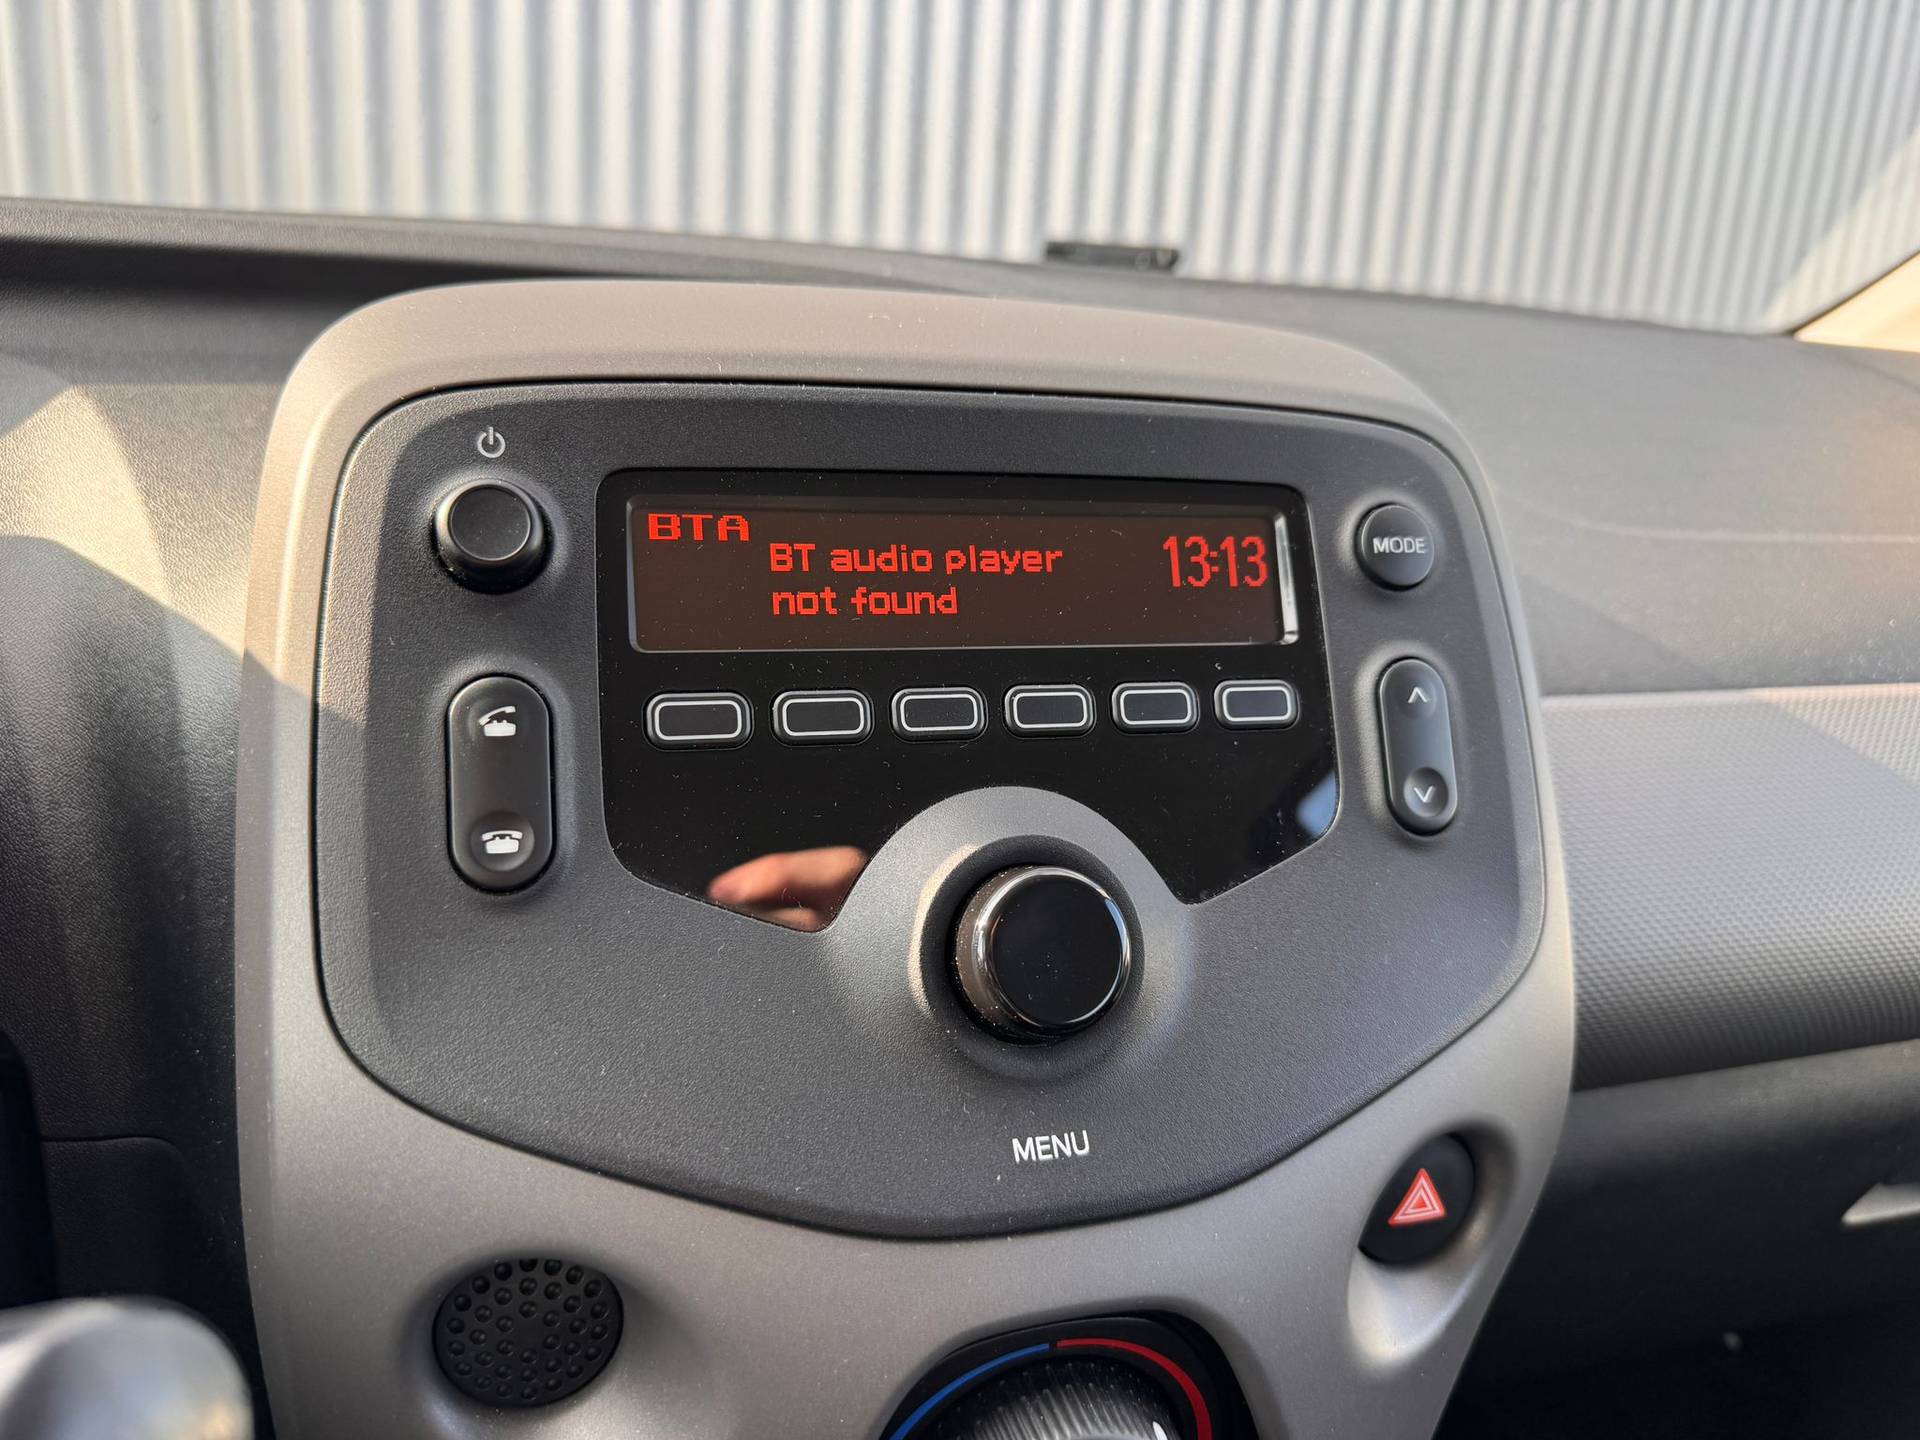 BTA
BT audio player
not found
13:13
MODE
MENU